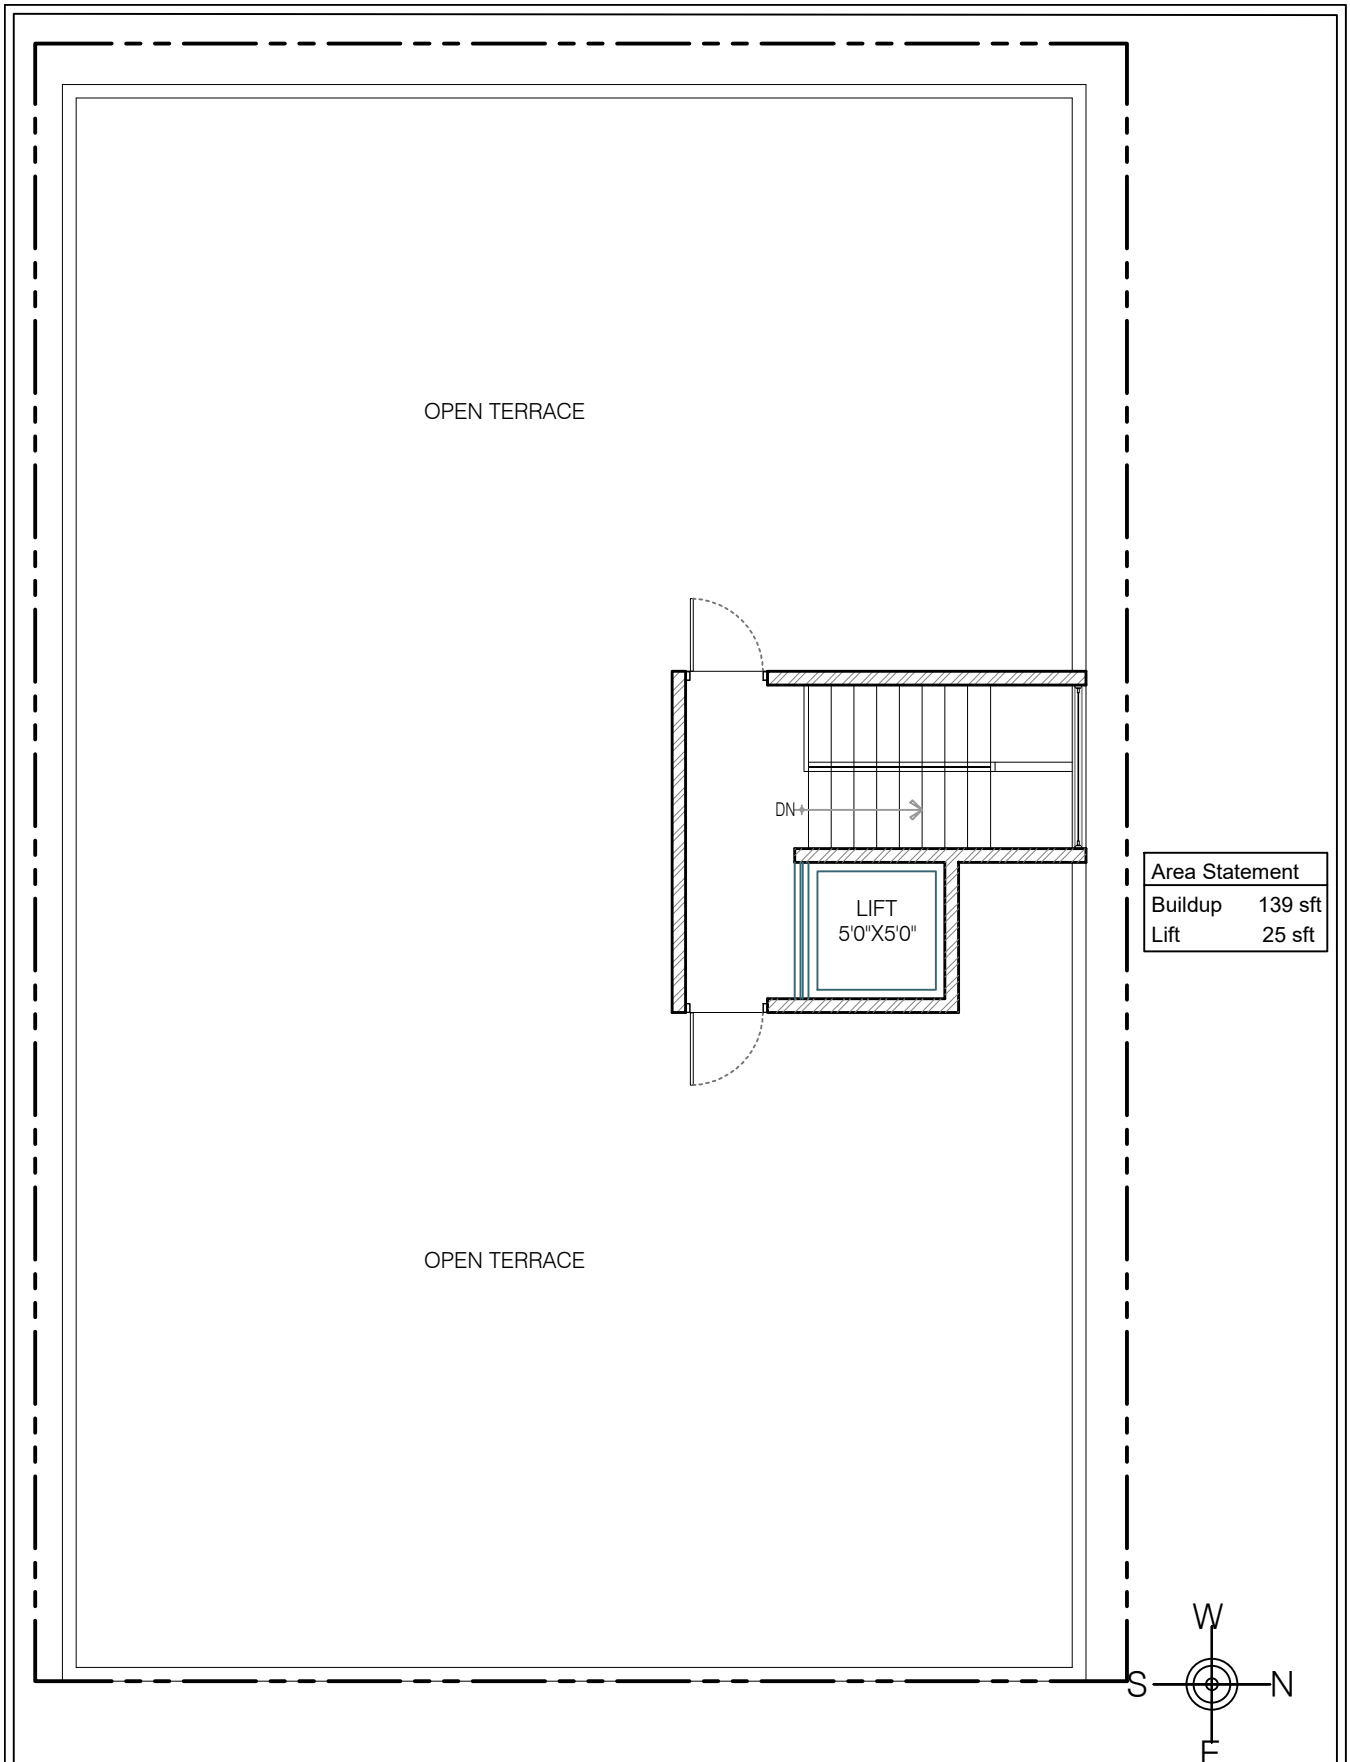 OPEN TERRACE
DN
LIFT
5'0"X5'0"
Area Statement
Buildup 139 sft
Lift 25 sft
OPEN TERRACE
W
S N
E